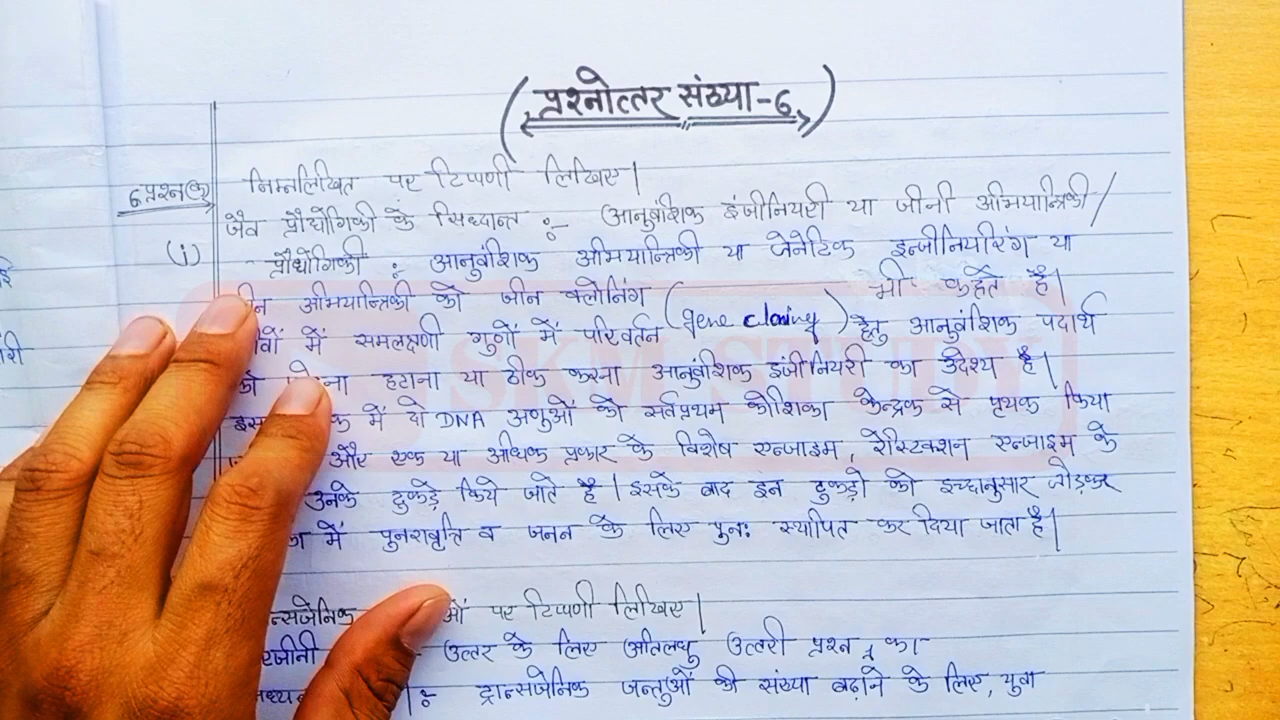 प्रश्नोत्तर संख्या-6
6 प्रश्न(क) निम्नलिखित पर टिप्पणी लिखिए।
(i) जैव प्रौद्योगिकी के सिध्दान्त :- आनुवंशिक इंजीनियरी या जीनी अभियान्त्रिकी/
प्रौद्योगिकी : आनुवंशिक अभियान्त्रिकी या जेनेटिक इन्जीनियरिंग या
अभियान्त्रिकी को जीन क्लोनिंग (gene cloning) भी कहते है।
में समलक्षणी गुणों में परिवर्तन हेतु आनुवंशिक पदार्थ
को हटाना या ठीक करना आनुवंशिक इंजीनियरी का उदेश्य है।
में दो DNA अणुओं को सर्वप्रथम कोशिका केन्द्रक से पृथक किया
और एक या अधिक प्रकार के विशेष एन्जाइम, रेस्ट्रिक्शन एन्जाइम के
उनके टुकड़े किये जाते है। इसके बाद इन टुकड़ो को इच्छानुसार जोड़कर
में पुनरावृत्ति व जनन के लिए पुनः स्थापित कर दिया जाता है।
पर टिप्पणी लिखिए।
उत्तर के लिए अतिलघु उत्तरी प्रश्न का
:- ट्रान्सजेनिक जन्तुओं की संख्या बढ़ाने के लिए, युवा
SKM STUDY